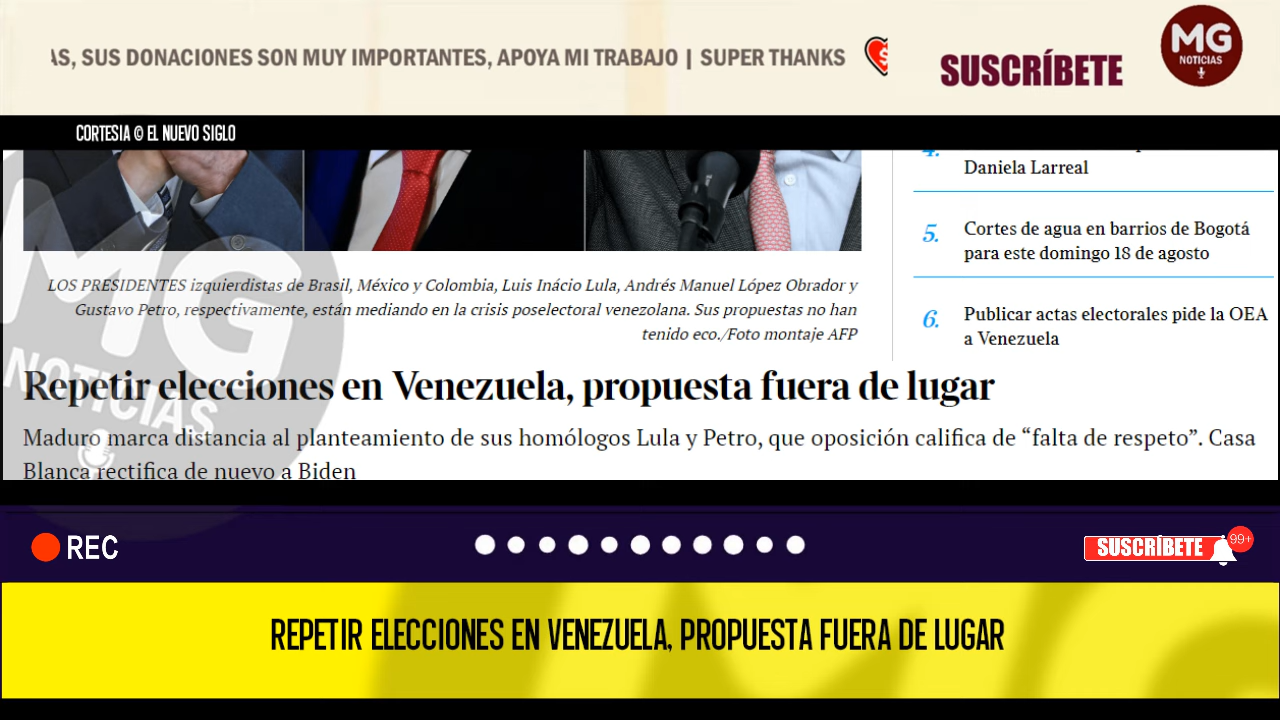 AS, SUS DONACIONES SON MUY IMPORTANTES, APOYA MI TRABAJO | SUPER THANKS
SUSCRÍBETE
MG
NOTICIAS
CORTESIA © EL NUEVO SIGLO
LOS PRESIDENTES izquierdistas de Brasil, México y Colombia, Luis Inácio Lula, Andrés Manuel López Obrador y
Gustavo Petro, respectivamente, están mediando en la crisis poselectoral venezolana. Sus propuestas no han
tenido eco./Foto montaje AFP
4.
Daniela Larreal
5. Cortes de agua en barrios de Bogotá
para este domingo 18 de agosto
6. Publicar actas electorales pide la OEA
a Venezuela
MG
NOTICIAS
Repetir elecciones en Venezuela, propuesta fuera de lugar
Maduro marca distancia al planteamiento de sus homólogos Lula y Petro, que oposición califica de “falta de respeto”. Casa
Blanca rectifica de nuevo a Biden
REC
SUSCRÍBETE
99+
REPETIR ELECCIONES EN VENEZUELA, PROPUESTA FUERA DE LUGAR